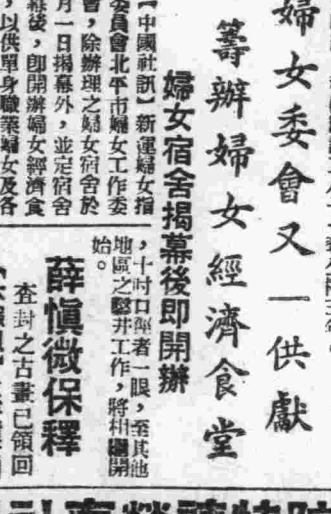 婦女委會又一供獻
籌辦婦女經濟食堂
婦女宿舍揭幕後即開辦
【中國社訊】新運婦女指
委員會北平市婦女工作委
會，除辦理之婦女宿舍於
月一日揭幕外，並定宿舍
幕後，即開辦婦女經濟食
，以供單身職業婦女及各
，十吋口徑者一眼，至其他
地區之鑿井工作，將相繼開
始。
薛慎微保釋
查封之古畫已領回